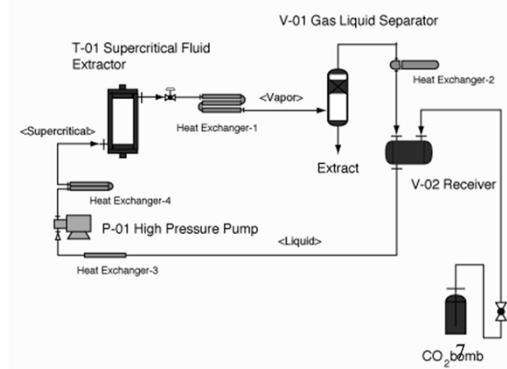 V-01 Gas Liquid Separator
T-01 Supercritical Fluid
Extractor
Heat Exchanger-2
<Vapor>
Heat Exchanger-1
<Supercritical>
Extract
V-02 Receiver
Heat Exchanger-4
P-01 High Pressure Pump
<Liquid>
Heat Exchanger-3
7
CO2bomb